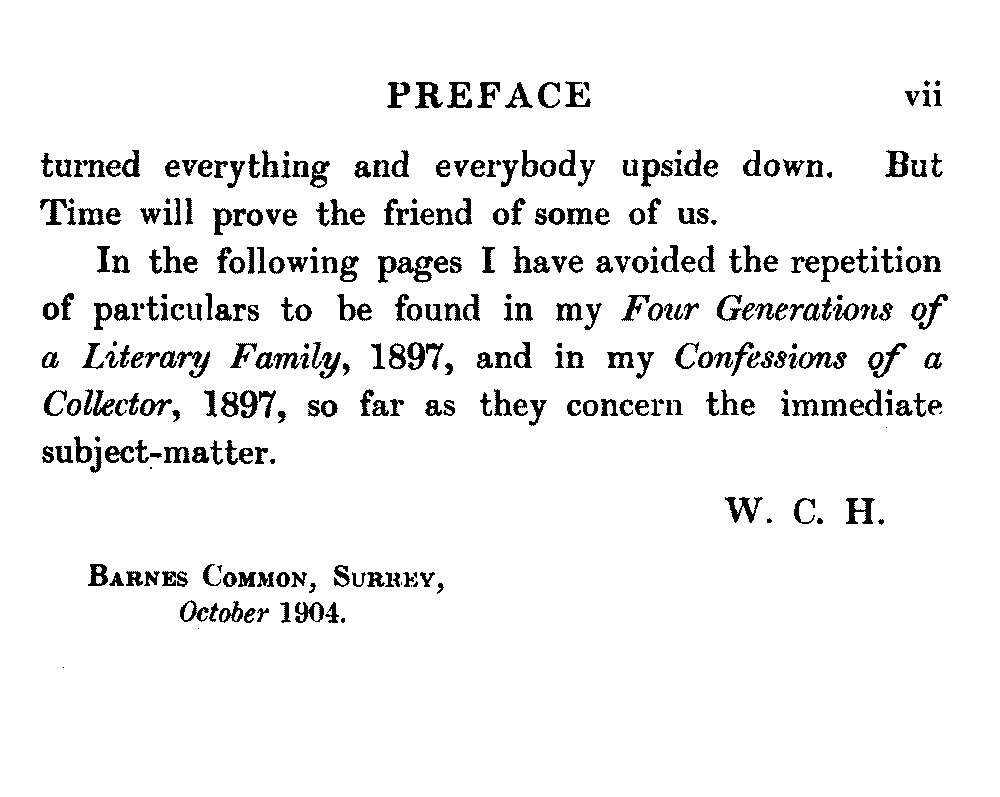 PREFACE vii
turned everything and everybody upside down. But
Time will prove the friend of some of us.
In the following pages I have avoided the repetition
of particulars to be found in my Four Generations of
a Literary Family, 1897, and in my Confessions of a
Collector, 1897, so far as they concern the immediate
subject-matter.
W. C. H.
Barnes Common, Surrey,
October 1904.